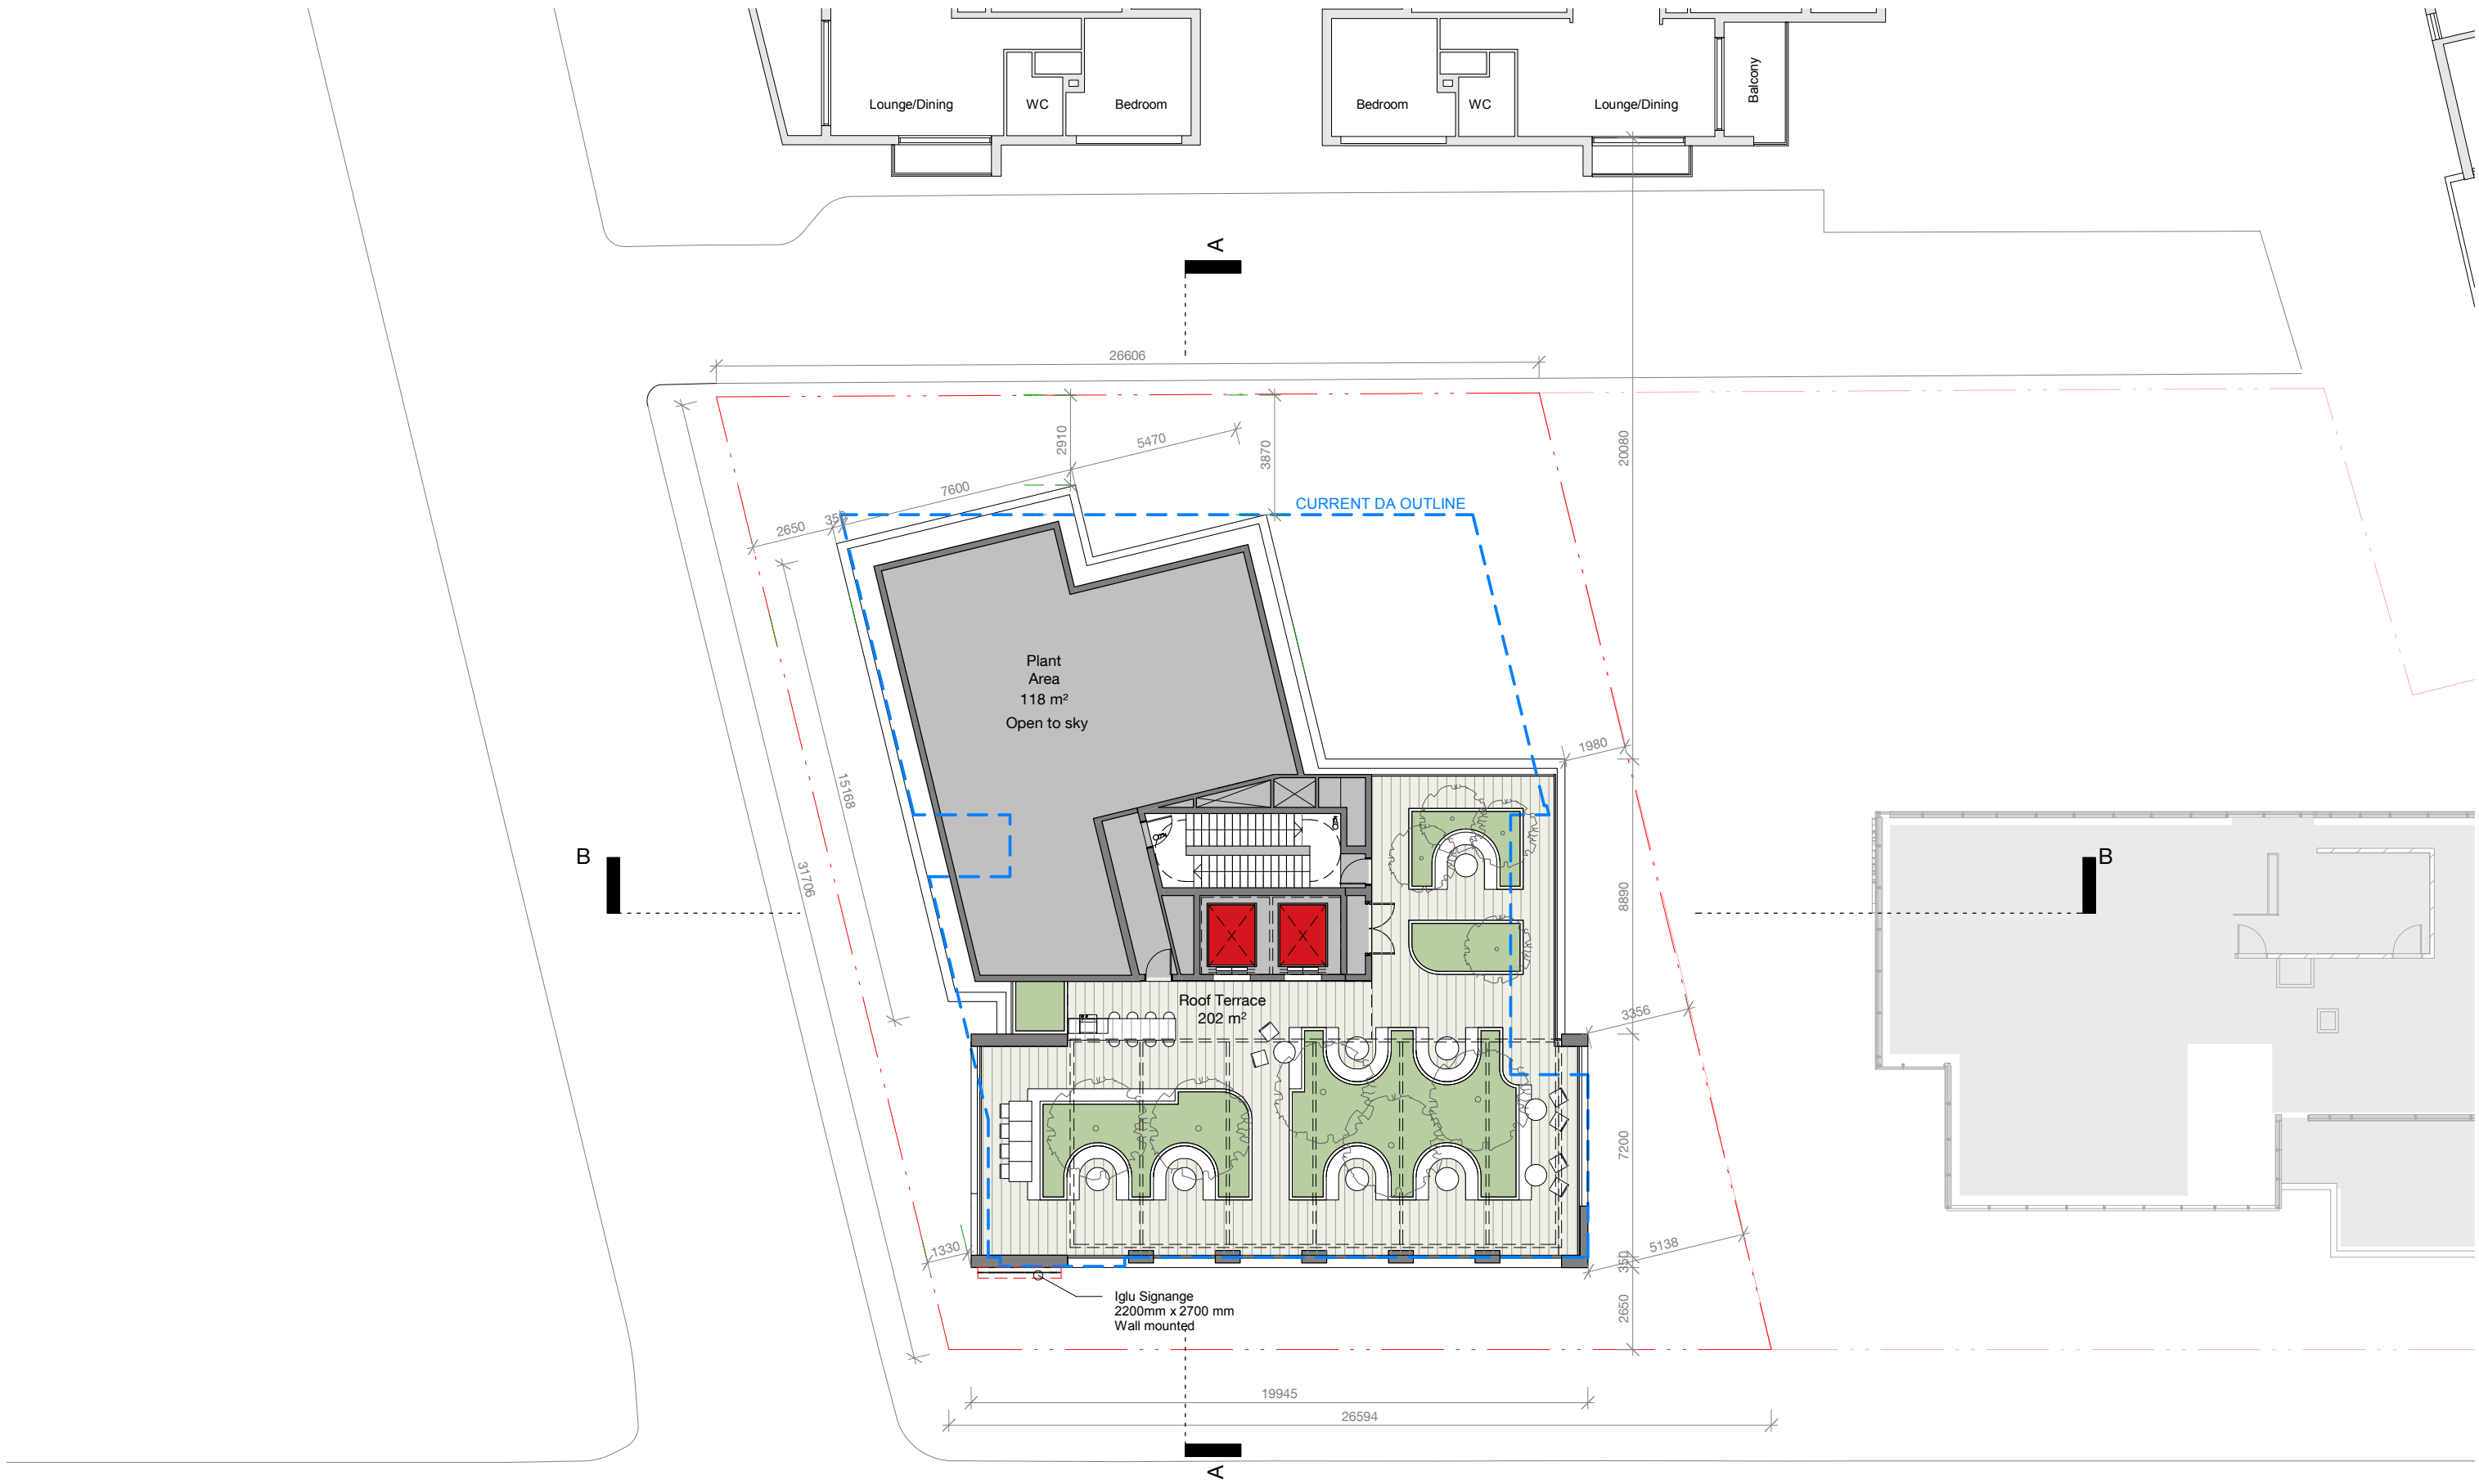 Lounge/Dining
WC
Bedroom
Bedroom
WC
Lounge/Dining
Balcony
A
26606
2910
5470
3870
20080
7600
350
2650
CURRENT DA OUTLINE
Plant
Area
118 m²
Open to sky
1980
15168
31706
B
B
8890
Roof Terrace
202 m²
3356
7200
1330
5138
350
2650
Iglu Signange
2200mm x 2700 mm
Wall mounted
19945
26594
A